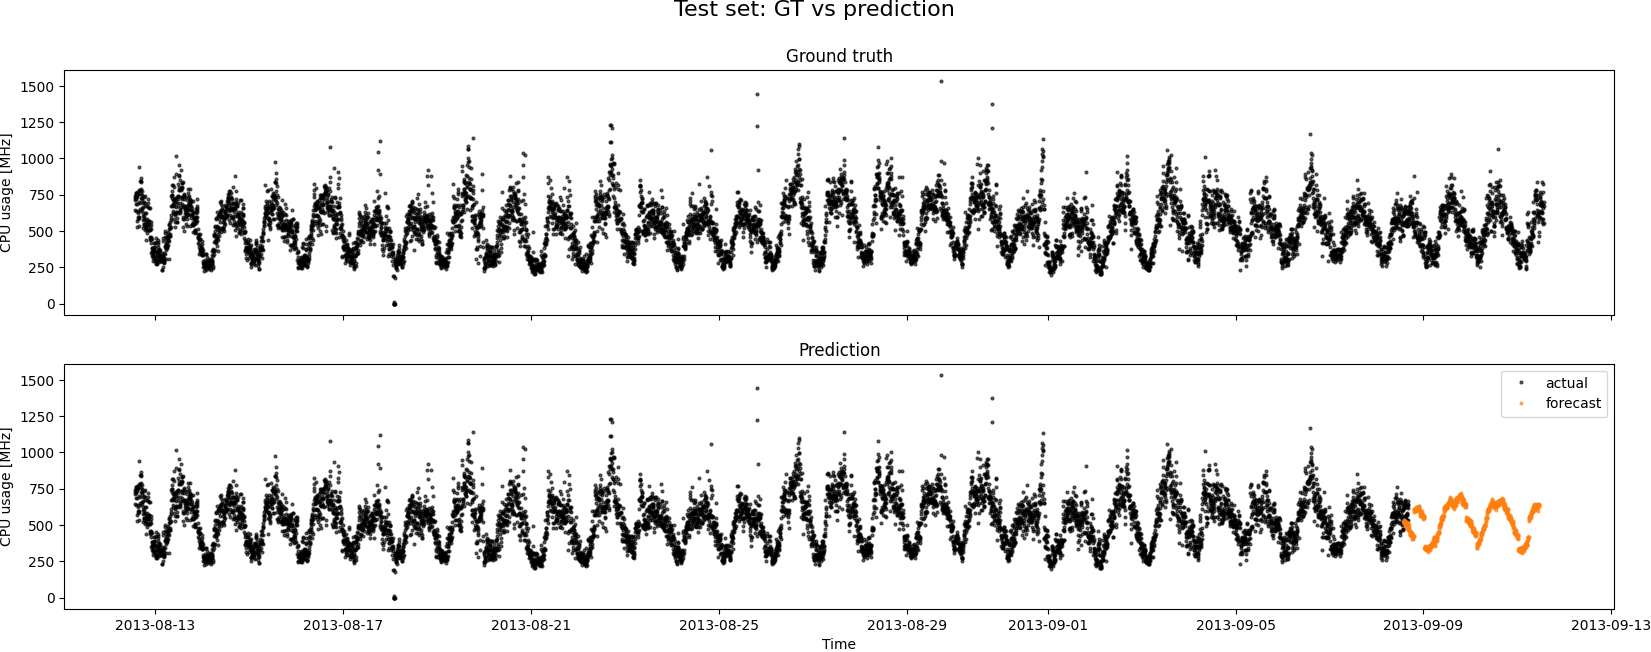 Test set: GT vs prediction
Ground truth
CPU usage [MHz]
1500
1250
1000
750
500
250
0
Prediction
CPU usage [MHz]
1500
1250
1000
750
500
250
0
actual
forecast
2013-08-13 2013-08-17 2013-08-21 2013-08-25 2013-08-29 2013-09-01 2013-09-05 2013-09-09 2013-09-13
Time